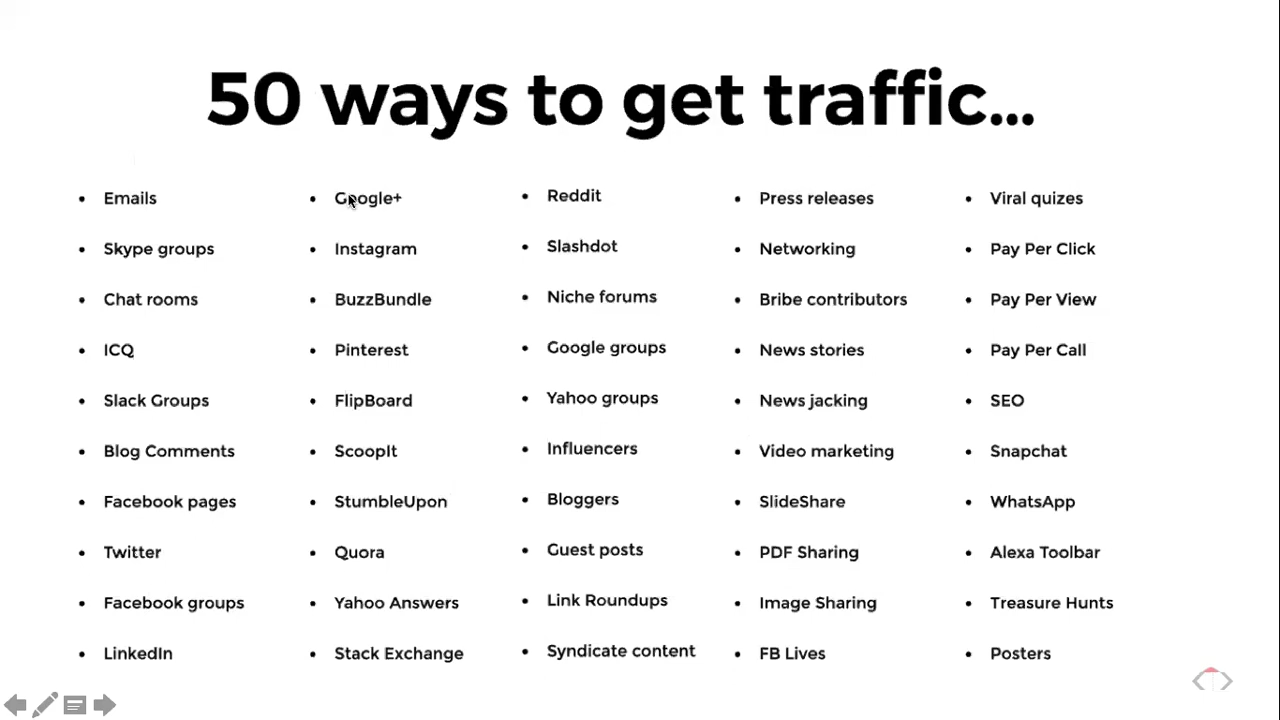 50 ways to get traffic...
Emails
Skype groups
Chat rooms
ICQ
Slack Groups
Blog Comments
Facebook pages
Twitter
Facebook groups
LinkedIn
Google+
Instagram
BuzzBundle
Pinterest
FlipBoard
ScoopIt
StumbleUpon
Quora
Yahoo Answers
Stack Exchange
Reddit
Slashdot
Niche forums
Google groups
Yahoo groups
Influencers
Bloggers
Guest posts
Link Roundups
Syndicate content
Press releases
Networking
Bribe contributors
News stories
News jacking
Video marketing
SlideShare
PDF Sharing
Image Sharing
FB Lives
Viral quizes
Pay Per Click
Pay Per View
Pay Per Call
SEO
Snapchat
WhatsApp
Alexa Toolbar
Treasure Hunts
Posters